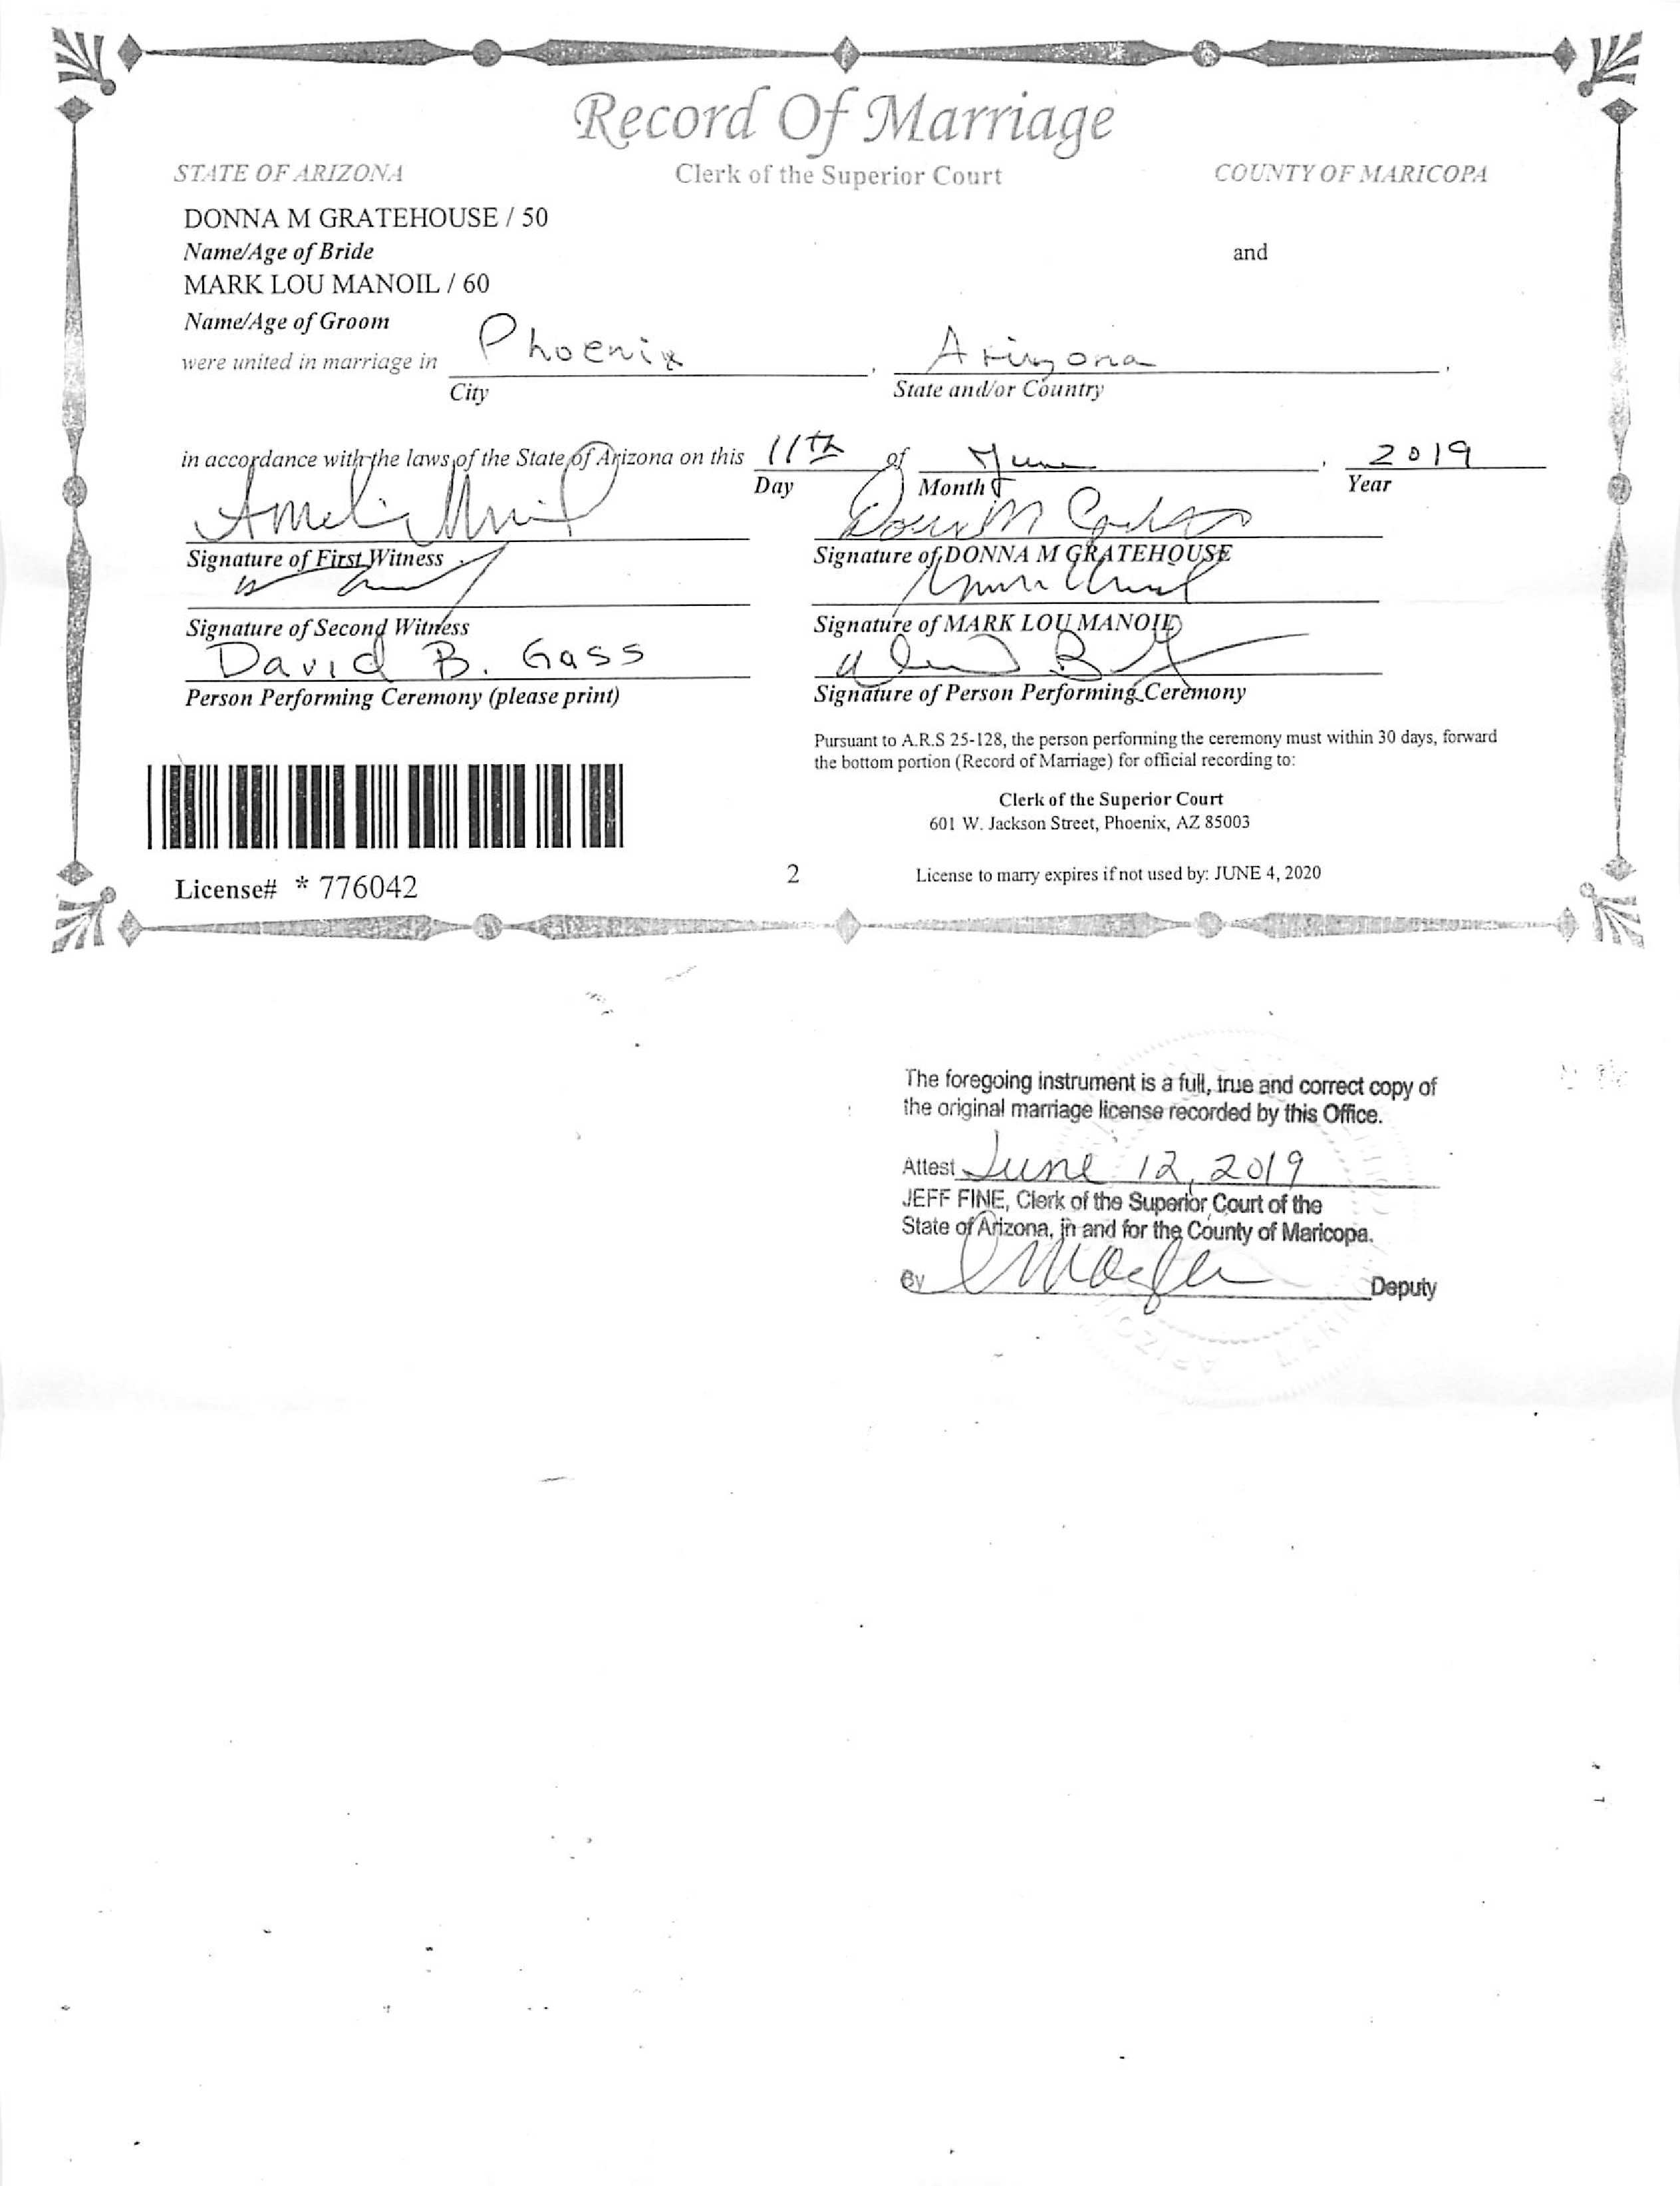 Record Of Marriage
STATE OF ARIZONA Clerk of the Superior Court COUNTY OF MARICOPA
DONNA M GRATEHOUSE / 50
Name/Age of Bride and
MARK LOU MANOIL / 60
Name/Age of Groom
were united in marriage in Phoenix, Arizona,
City State and/or Country
in accordance with the laws of the State of Arizona on this 11th of June, 2019
Day Month Year
Signature of First Witness Signature of DONNA M GRATEHOUSE
Signature of Second Witness Signature of MARK LOU MANOIL
David B. Gass
Person Performing Ceremony (please print) Signature of Person Performing Ceremony
Pursuant to A.R.S 25-128, the person performing the ceremony must within 30 days, forward
the bottom portion (Record of Marriage) for official recording to:
Clerk of the Superior Court
601 W. Jackson Street, Phoenix, AZ 85003
License# * 776042 2 License to marry expires if not used by: JUNE 4, 2020
The foregoing instrument is a full, true and correct copy of
the original marriage license recorded by this Office.
Attest June 12, 2019
JEFF FINE, Clerk of the Superior Court of the
State of Arizona, in and for the County of Maricopa.
By Deputy